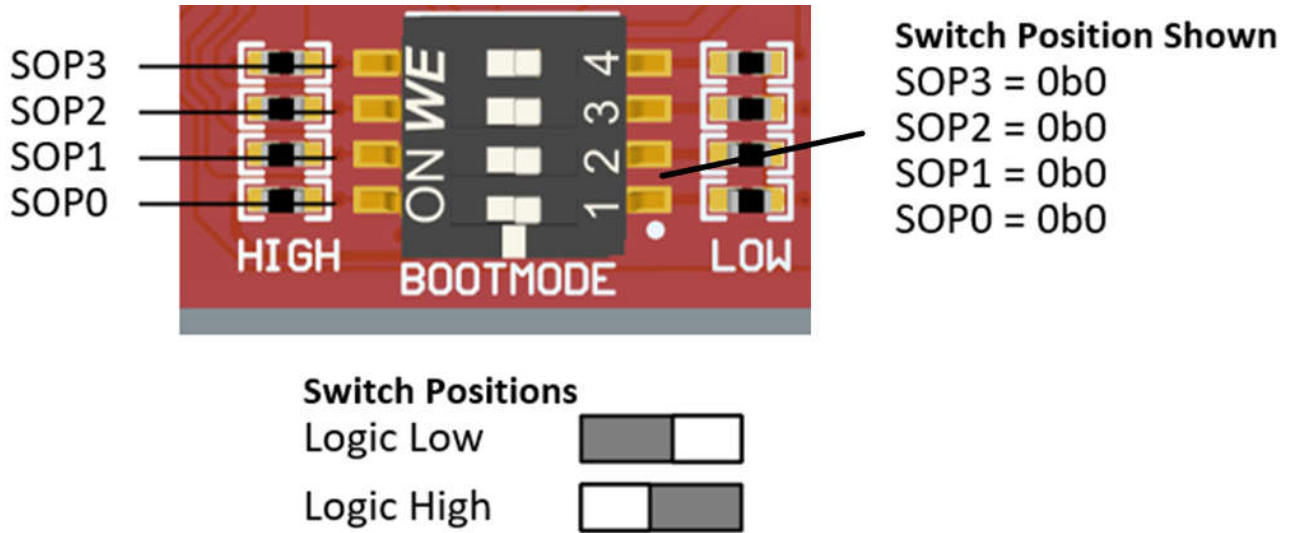 SOP3
SOP2
SOP1
SOP0
HIGH
ON WE
4
3
2
1
BOOTMODE
LOW
Switch Position Shown
SOP3 = 0b0
SOP2 = 0b0
SOP1 = 0b0
SOP0 = 0b0
Switch Positions
Logic Low
Logic High